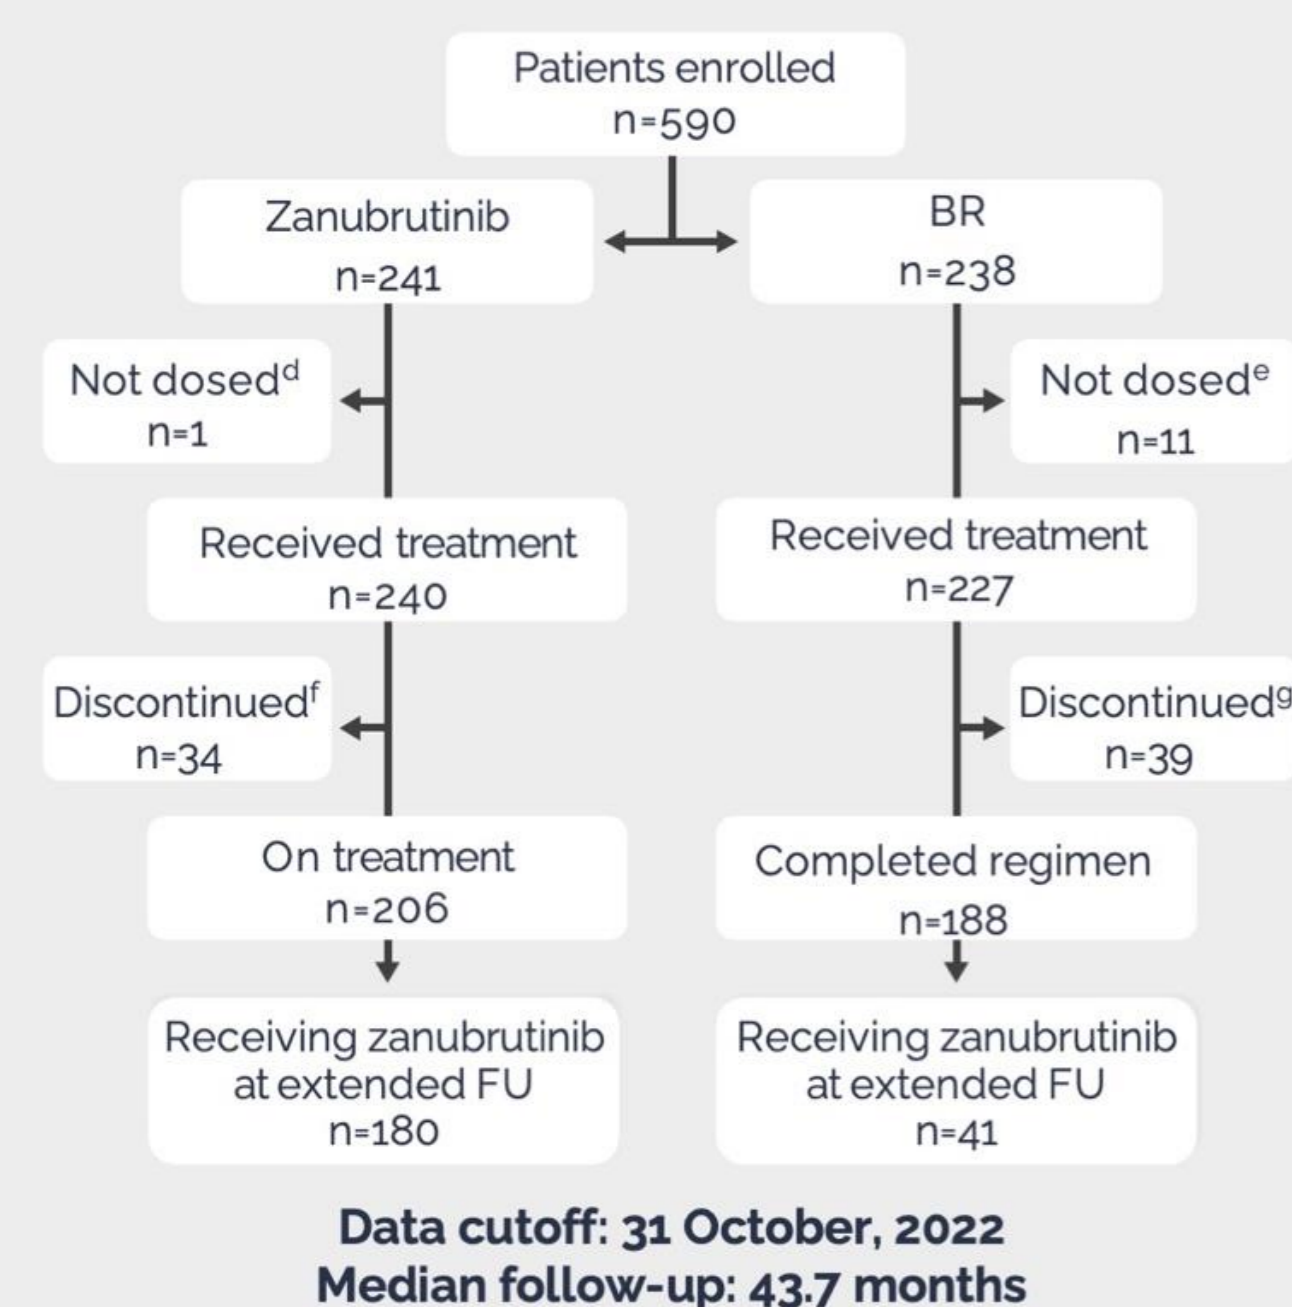 Patients enrolled
n=590
Zanubrutinib
n=241
BR
n=238
Not dosedᵈ
n=1
Not dosedᵉ
n=11
Received treatment
n=240
Received treatment
n=227
Discontinuedᶠ
n=34
Discontinuedᵍ
n=39
On treatment
n=206
Completed regimen
n=188
Receiving zanubrutinib
at extended FU
n=180
Receiving zanubrutinib
at extended FU
n=41
Data cutoff: 31 October, 2022
Median follow-up: 43.7 months